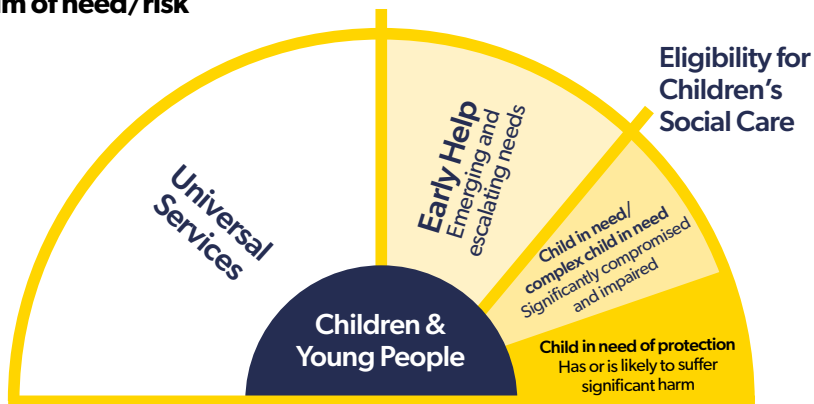 of need/risk
Eligibility for
Children’s
Social Care
Universal
Services
Early Help
Emerging and
escalating needs
Child in need/
complex child in need
Significantly compromised
and impaired
Child in need of protection
Has or is likely to suffer
significant harm
Children &
Young People